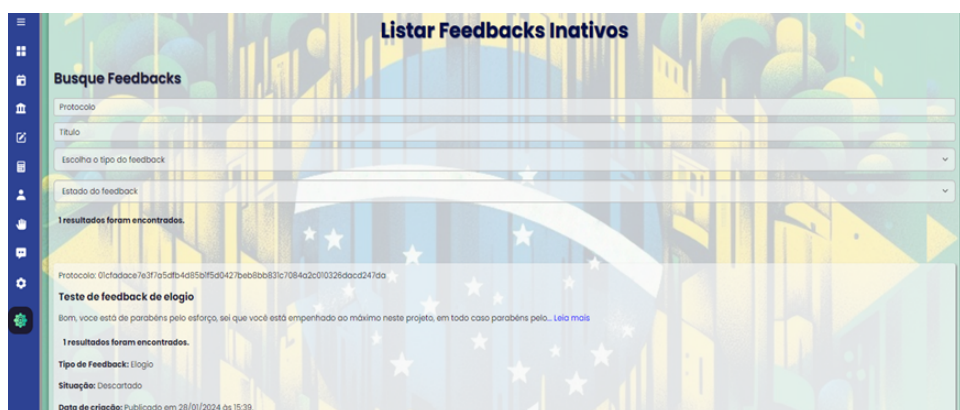 Listar Feedbacks Inativos
Busque Feedbacks
Protocolo
Título
Escolha o tipo do feedback
Estado do feedback
1 resultados foram encontrados.
Protocolo: 01cfadace7e3f7a5dfb4d85b1f5d0427beb8bb831c7084a2c010326dacd247da
Teste de feedback de elogio
Bom, voce está de parabéns pelo esforço, sei que você está empenhado ao máximo neste projeto, em todo caso parabéns pelo... Leia mais
1 resultados foram encontrados.
Tipo de Feedback: Elogio
Situação: Descartado
Data de criação: Publicado em 28/01/2024 às 15:39.